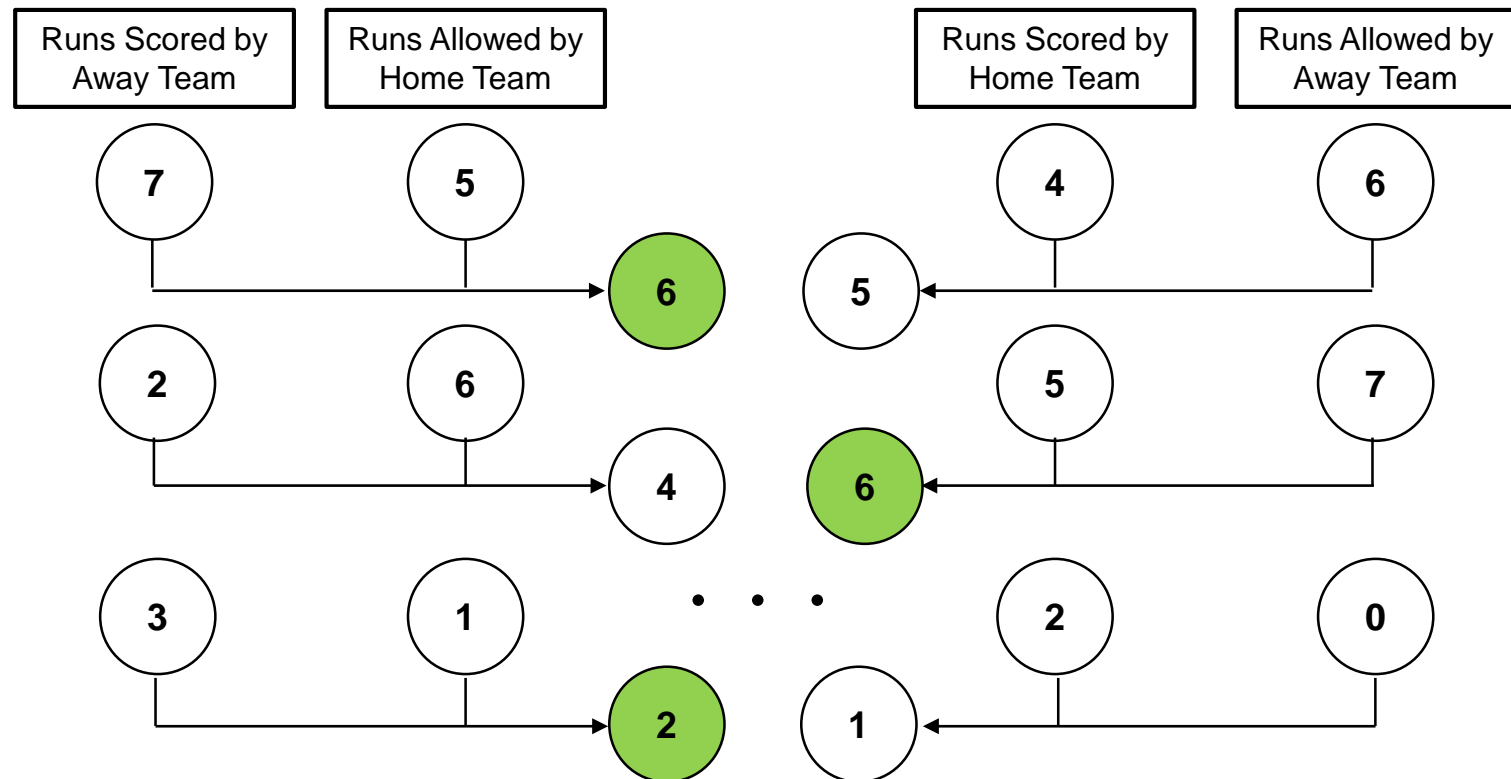 Runs Scored by
Away Team
Runs Allowed by
Home Team
Runs Scored by
Home Team
Runs Allowed by
Away Team
7 5 4 6
6 5
2 6 5 7
4 6
. . .
3 1 2 0
2 1